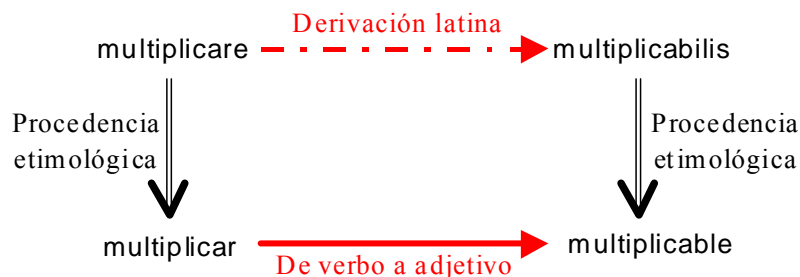 Derivación latina
multiplicare
multiplicabilis
Procedencia
etimológica
Procedencia
etimológica
multiplicar
multiplicable
De verbo a adjetivo